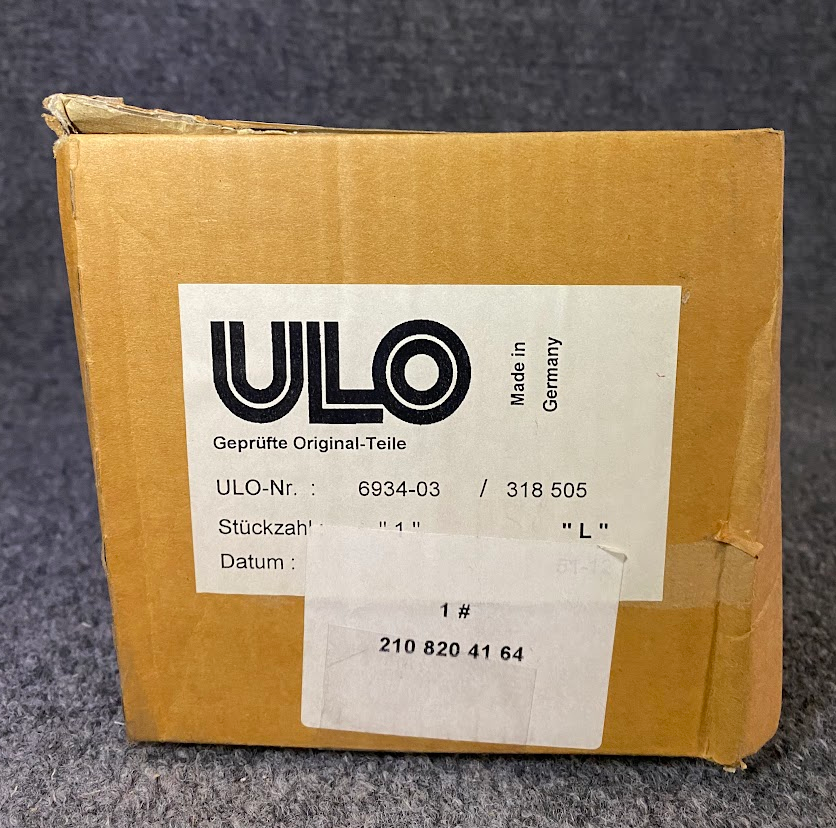 ULO
Made in
Germany
Geprüfte Original-Teile
ULO-Nr. : 6934-03 / 318 505
Stückzahl : " 1 " " L "
Datum :
1 #
210 820 41 64